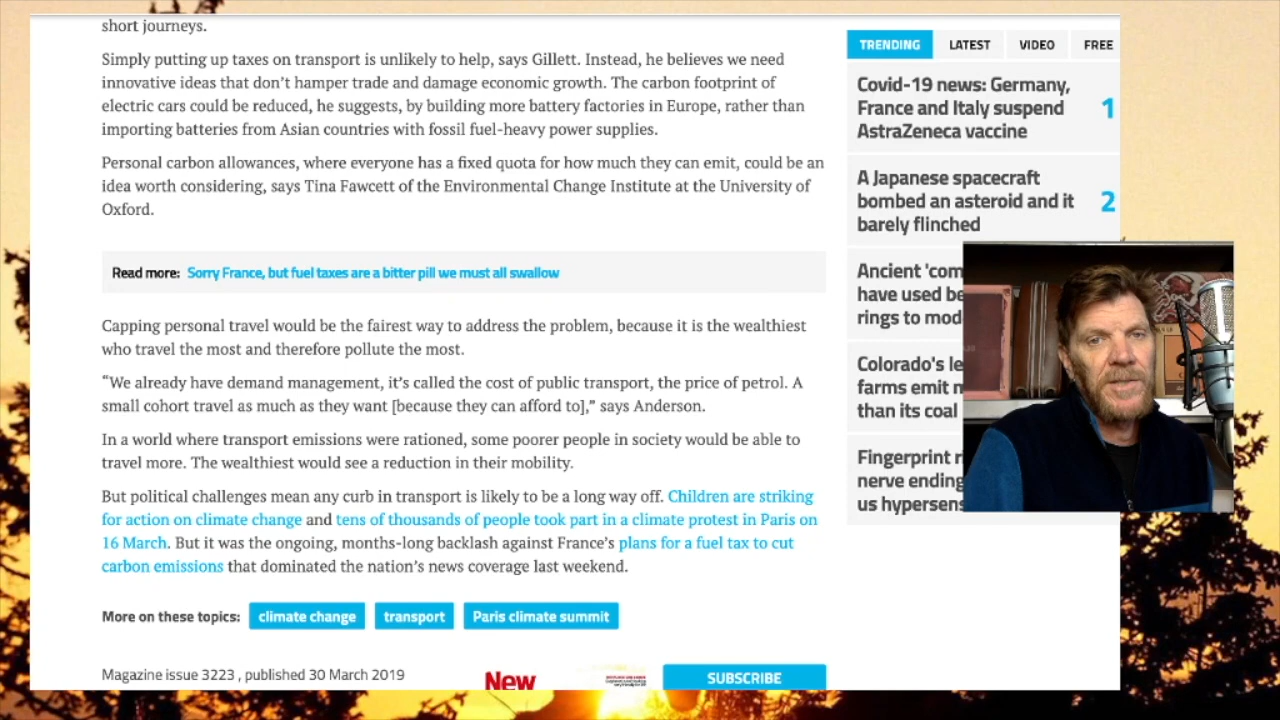 short journeys.
Simply putting up taxes on transport is unlikely to help, says Gillett. Instead, he believes we need
innovative ideas that don’t hamper trade and damage economic growth. The carbon footprint of
electric cars could be reduced, he suggests, by building more battery factories in Europe, rather than
importing batteries from Asian countries with fossil fuel-heavy power supplies.
Personal carbon allowances, where everyone has a fixed quota for how much they can emit, could be an
idea worth considering, says Tina Fawcett of the Environmental Change Institute at the University of
Oxford.
Read more: Sorry France, but fuel taxes are a bitter pill we must all swallow
Capping personal travel would be the fairest way to address the problem, because it is the wealthiest
who travel the most and therefore pollute the most.
“We already have demand management, it’s called the cost of public transport, the price of petrol. A
small cohort travel as much as they want [because they can afford to],” says Anderson.
In a world where transport emissions were rationed, some poorer people in society would be able to
travel more. The wealthiest would see a reduction in their mobility.
But political challenges mean any curb in transport is likely to be a long way off. Children are striking
for action on climate change and tens of thousands of people took part in a climate protest in Paris on
16 March. But it was the ongoing, months-long backlash against France’s plans for a fuel tax to cut
carbon emissions that dominated the nation’s news coverage last weekend.
More on these topics: climate change transport Paris climate summit
Magazine issue 3223 , published 30 March 2019
New
SUBSCRIBE
TRENDING LATEST VIDEO FREE
Covid-19 news: Germany,
France and Italy suspend
AstraZeneca vaccine
1
A Japanese spacecraft
bombed an asteroid and it
barely flinched
2
Ancient 'com
have used be
rings to mod
Colorado's le
farms emit m
than its coal
Fingerprint r
nerve ending
us hypersens